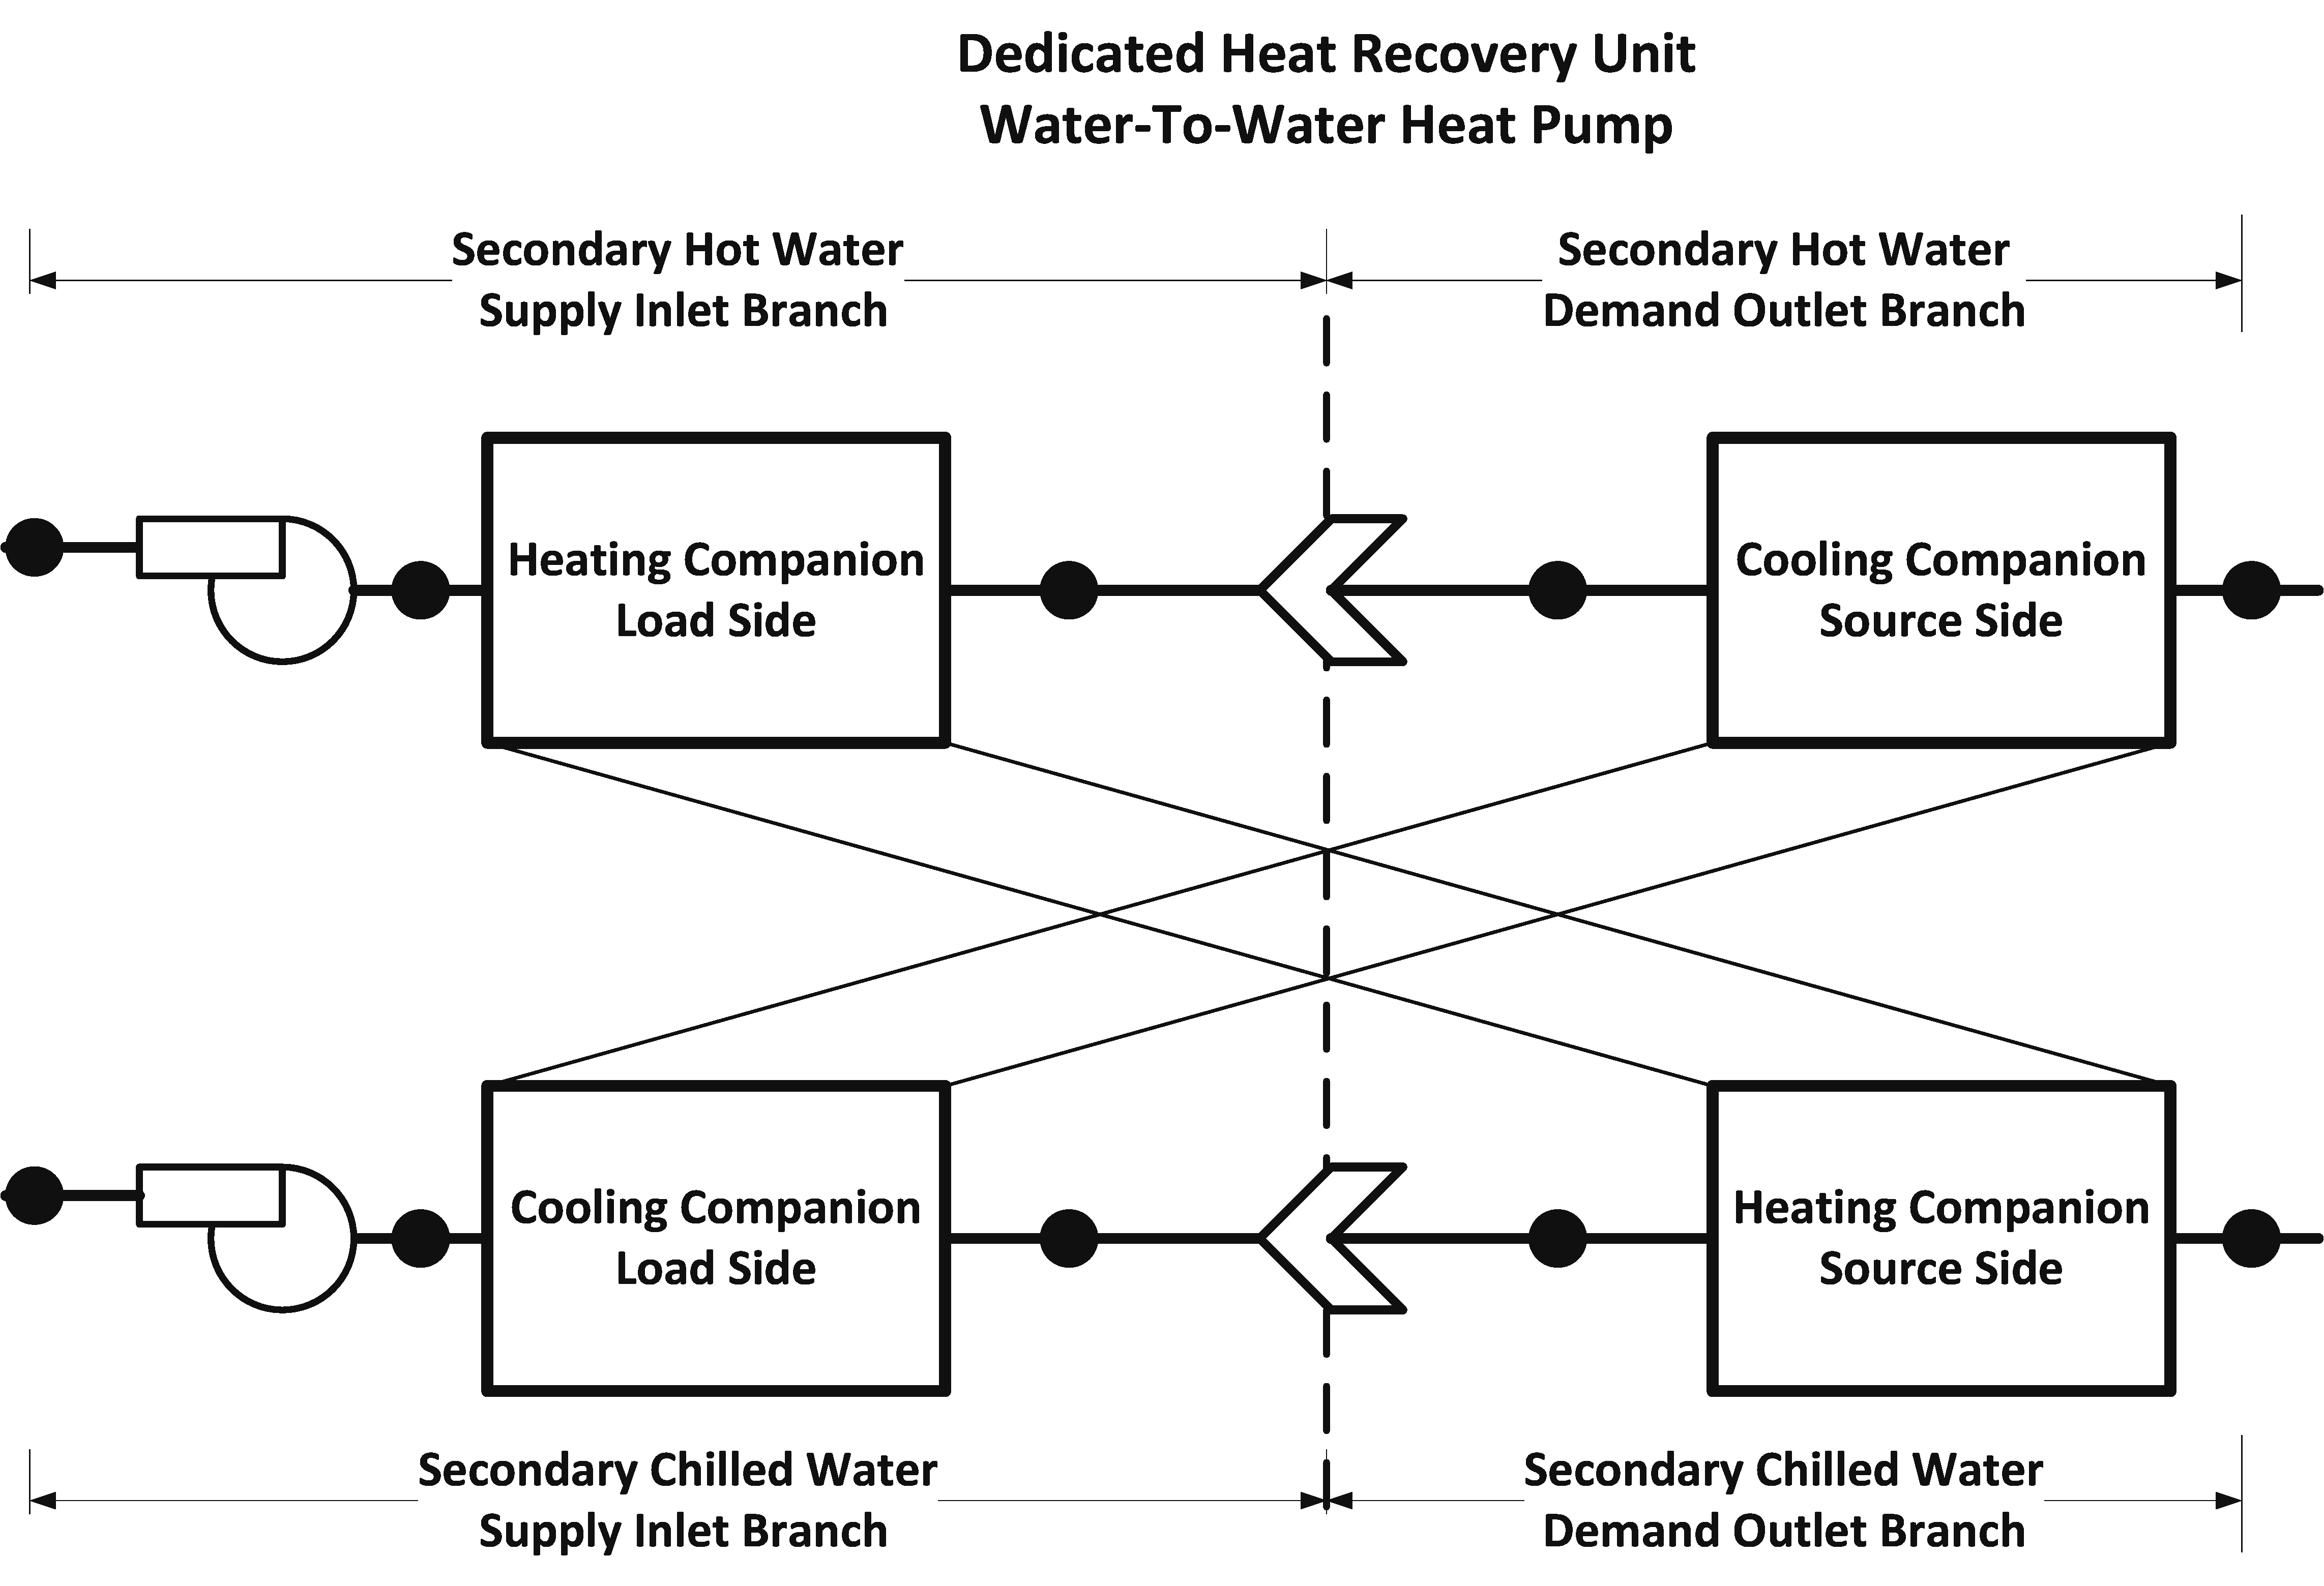 Dedicated Heat Recovery Unit
Water-To-Water Heat Pump
Secondary Hot Water
Supply Inlet Branch
Secondary Hot Water
Demand Outlet Branch
Heating Companion
Load Side
Cooling Companion
Source Side
Cooling Companion
Load Side
Heating Companion
Source Side
Secondary Chilled Water
Supply Inlet Branch
Secondary Chilled Water
Demand Outlet Branch